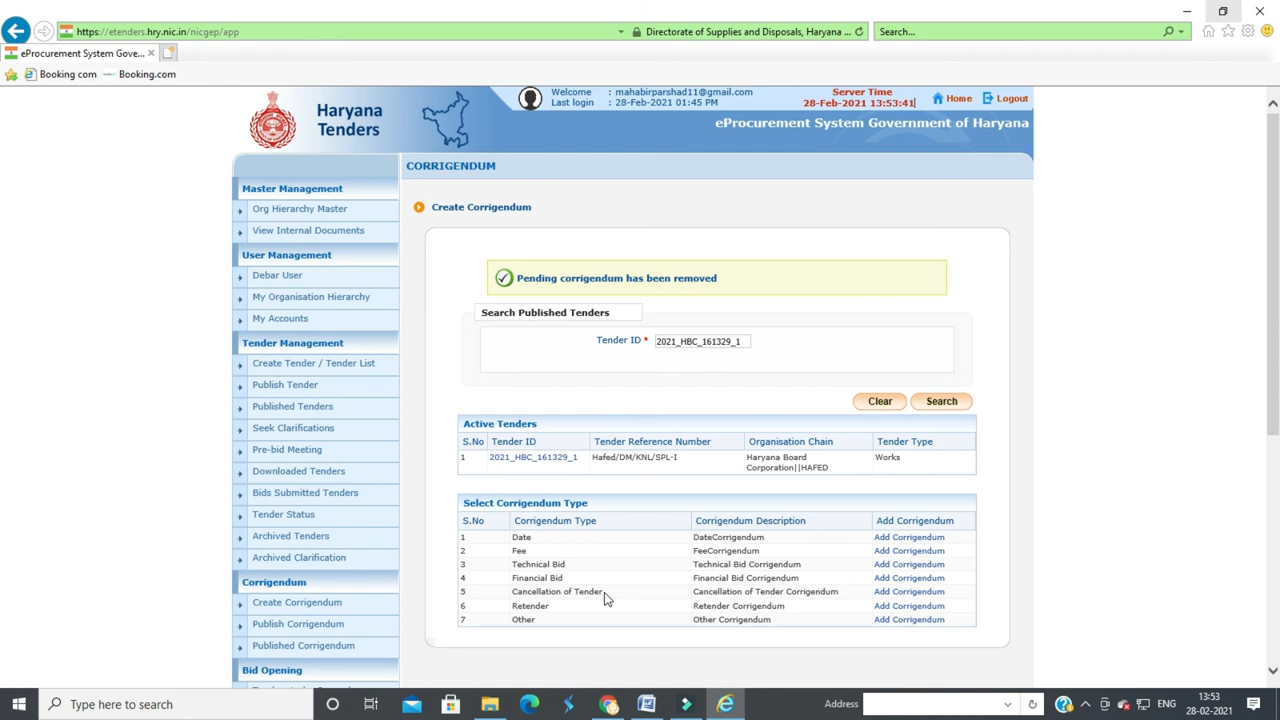 https://etenders.hry.nic.in/nicgep/app
Directorate of Supplies and Disposals, Haryana ...
Search...
eProcurement System Gove...
Booking com
Booking.com
Haryana
Tenders
Welcome : mahabirparshad11@gmail.com
Last login : 28-Feb-2021 01:45 PM
Server Time
28-Feb-2021 13:53:41
Home
Logout
eProcurement System Government of Haryana
Master Management
Org Hierarchy Master
View Internal Documents
User Management
Debar User
My Organisation Hierarchy
My Accounts
Tender Management
Create Tender / Tender List
Publish Tender
Published Tenders
Seek Clarifications
Pre-bid Meeting
Downloaded Tenders
Bids Submitted Tenders
Tender Status
Archived Tenders
Archived Clarification
Corrigendum
Create Corrigendum
Publish Corrigendum
Published Corrigendum
Bid Opening
CORRIGENDUM
Create Corrigendum
Pending corrigendum has been removed
Search Published Tenders
Tender ID * 2021_HBC_161329_1
Clear
Search
Active Tenders
S.No Tender ID Tender Reference Number Organisation Chain Tender Type
1 2021_HBC_161329_1 Hafed/DM/KNL/SPL-I Haryana Board Works
Corporation||HAFED
Select Corrigendum Type
S.No Corrigendum Type Corrigendum Description Add Corrigendum
1 Date DateCorrigendum Add Corrigendum
2 Fee FeeCorrigendum Add Corrigendum
3 Technical Bid Technical Bid Corrigendum Add Corrigendum
4 Financial Bid Financial Bid Corrigendum Add Corrigendum
5 Cancellation of Tender Cancellation of Tender Corrigendum Add Corrigendum
6 Retender Retender Corrigendum Add Corrigendum
7 Other Other Corrigendum Add Corrigendum
Type here to search
Address
ENG
13:53
28-02-2021